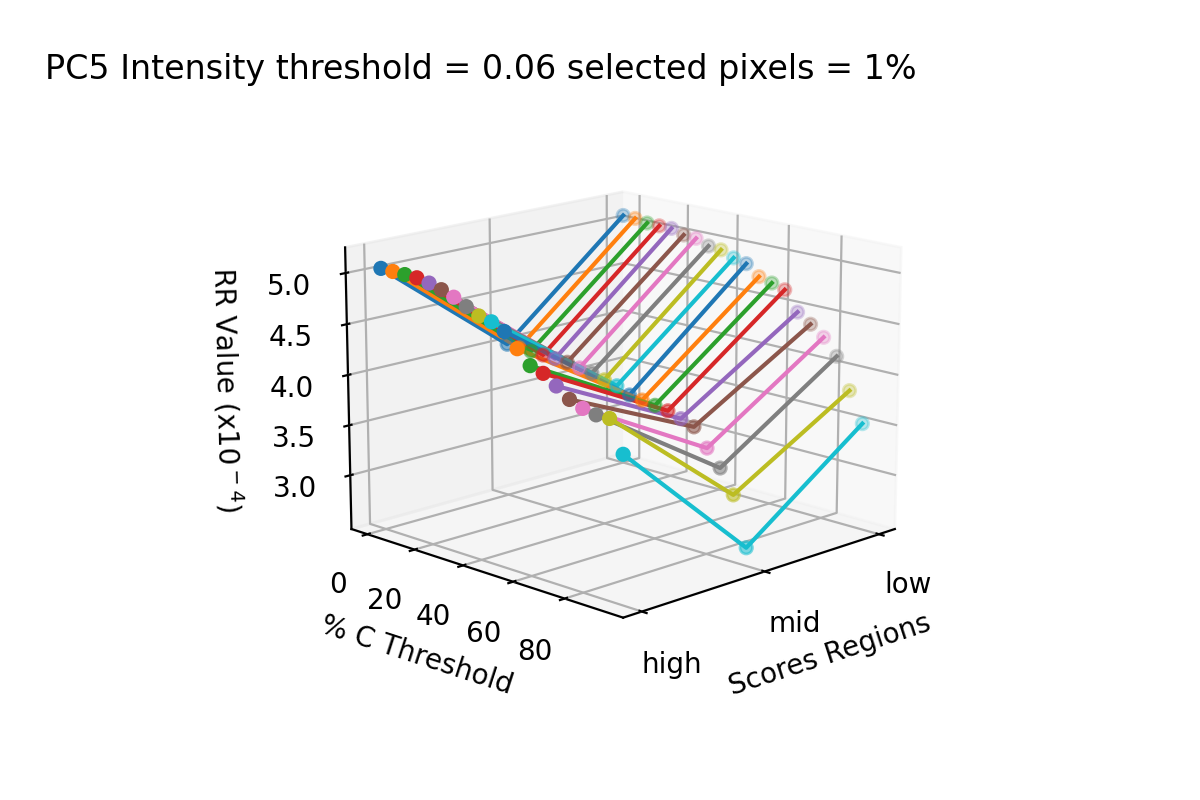 PC5 Intensity threshold = 0.06 selected pixels = 1%
RR Value (x10⁻⁴)
5.0
4.5
4.0
3.5
3.0
0
20
40
60
80
% C Threshold
high
mid
low
Scores Regions